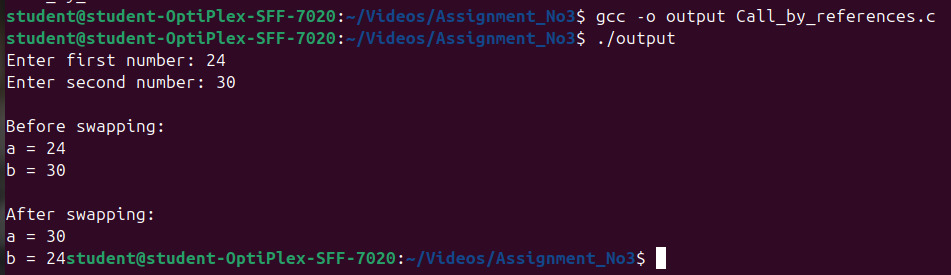 student@student-OptiPlex-SFF-7020:~/Videos/Assignment_No3$ gcc -o output Call_by_references.c
student@student-OptiPlex-SFF-7020:~/Videos/Assignment_No3$ ./output
Enter first number: 24
Enter second number: 30
Before swapping:
a = 24
b = 30
After swapping:
a = 30
b = 24student@student-OptiPlex-SFF-7020:~/Videos/Assignment_No3$